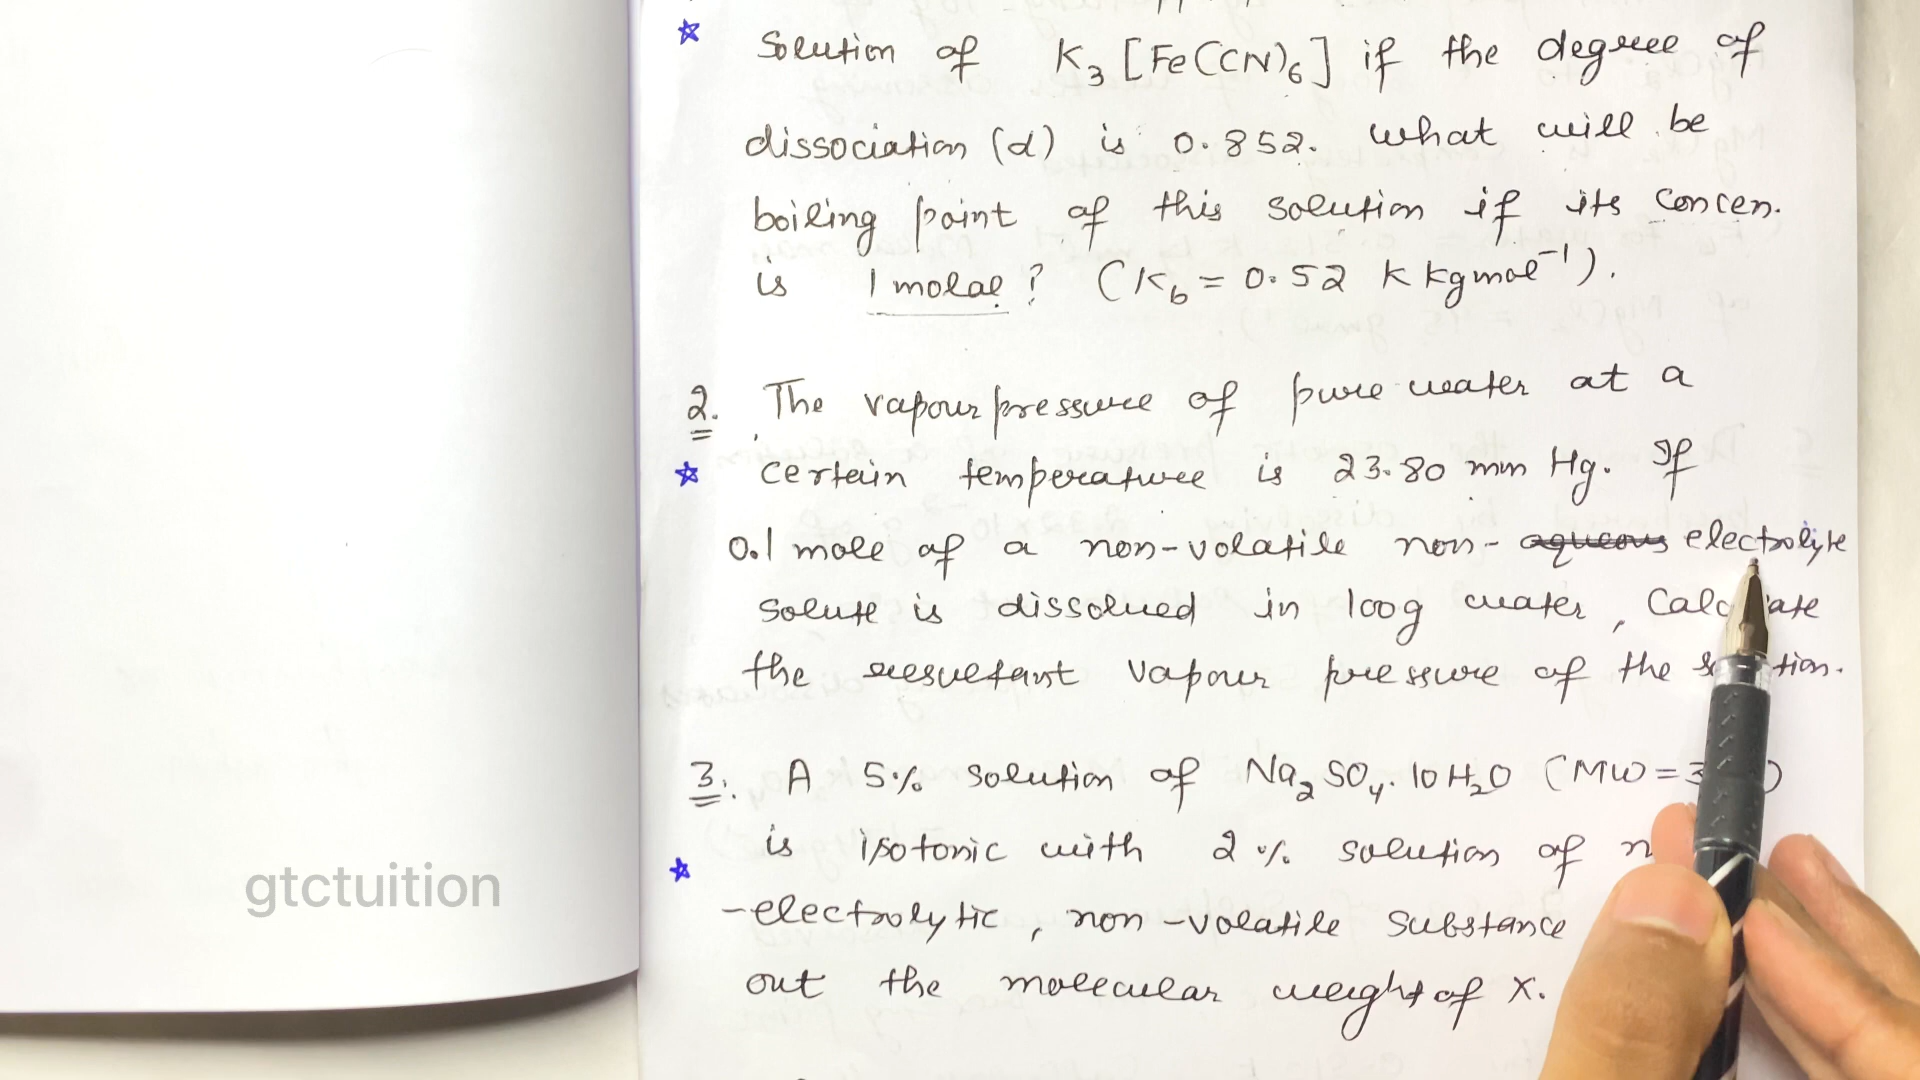 Solution of K3[Fe(CN)6] if the degree of
dissociation (α) is 0.852. What will be
boiling point of this solution if its concen.
is 1 molal? (Kb = 0.52 K kg mol⁻¹).
2. The vapour pressure of pure water at a
certain temperature is 23.80 mm Hg. If
0.1 mole of a non-volatile non-aqueous electrolyte
solute is dissolved in 100g water, Cal
the resultant vapour pressure of the
3. A 5% solution of Na2SO4.10H2O (MW =
is isotonic with 2% solution of
-electrolytic, non-volatile substance
out the molecular weight of X.
gtctuition